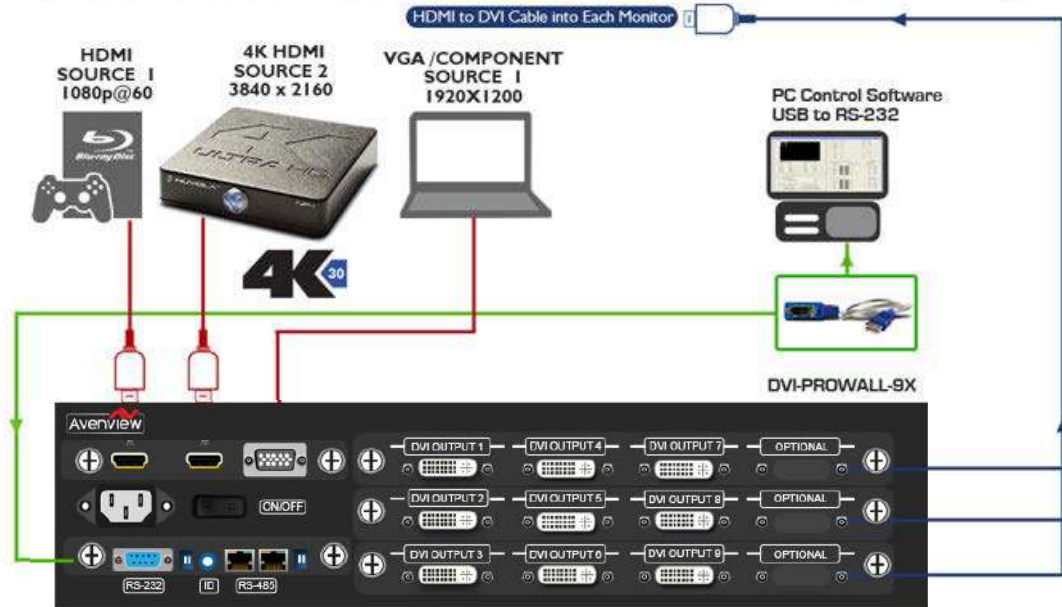 HDMI to DVI Cable into Each Monitor
HDMI
SOURCE 1
1080p@60
4K HDMI
SOURCE 2
3840 x 2160
VGA /COMPONENT
SOURCE 1
1920X1200
PC Control Software
USB to RS-232
Blu-ray Disc
4K
ULTRA HD
4K
30
DVI-PROWALL-9X
Avenview
DVI OUTPUT 1
DVI OUTPUT 4
DVI OUTPUT 7
OPTIONAL
ON/OFF
DVI OUTPUT 2
DVI OUTPUT 5
DVI OUTPUT 8
OPTIONAL
DVI OUTPUT 3
DVI OUTPUT 6
DVI OUTPUT 9
OPTIONAL
RS-232
ID
RS-485